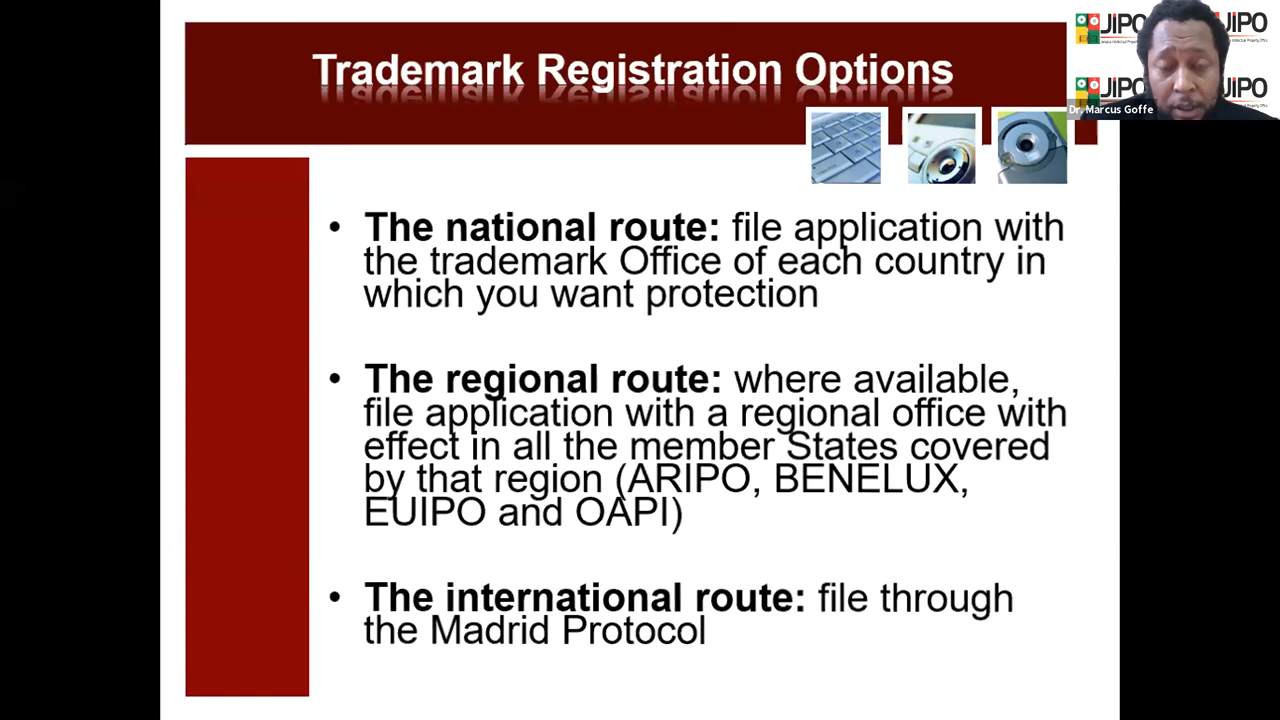 Trademark Registration Options
JIPO
JIPO
JIPO
JIPO
Dr. Marcus Goffe
• The national route: file application with
the trademark Office of each country in
which you want protection
• The regional route: where available,
file application with a regional office with
effect in all the member States covered
by that region (ARIPO, BENELUX,
EUIPO and OAPI)
• The international route: file through
the Madrid Protocol